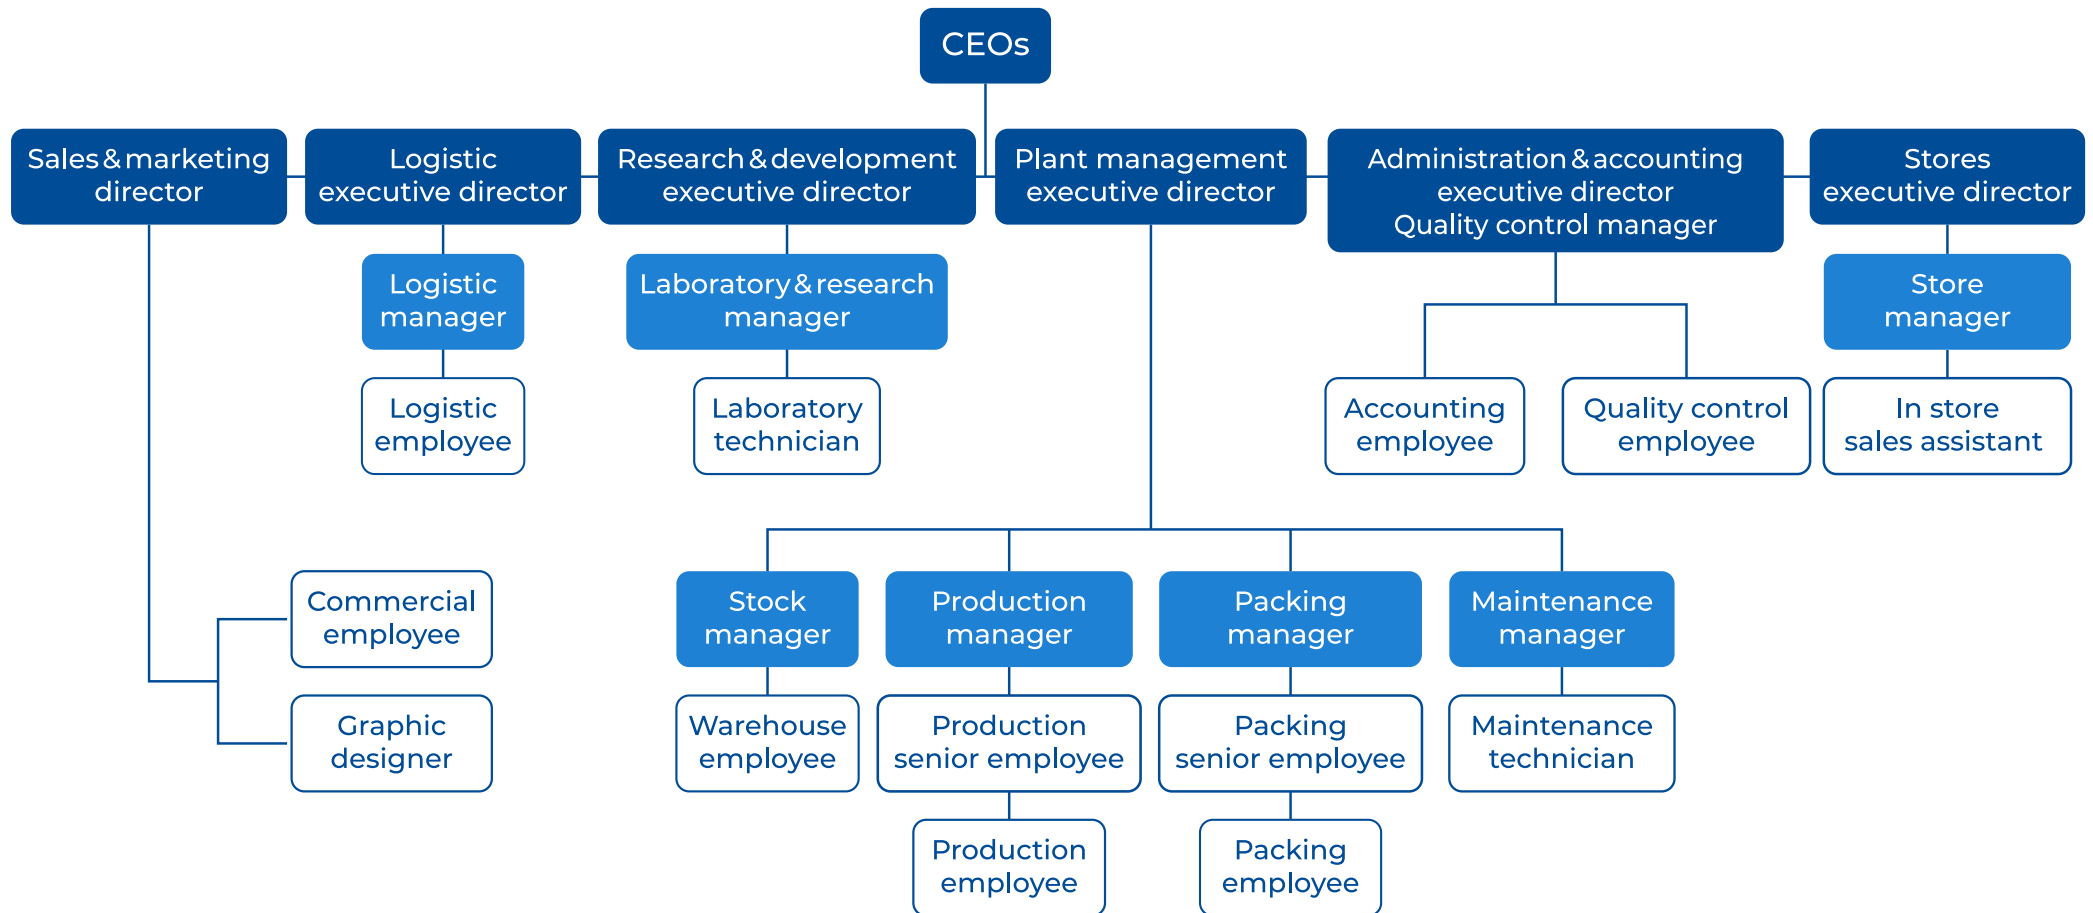 CEOs
Sales & marketing
director
Logistic
executive director
Research & development
executive director
Plant management
executive director
Administration & accounting
executive director
Quality control manager
Stores
executive director
Logistic
manager
Laboratory & research
manager
Store
manager
Logistic
employee
Laboratory
technician
Accounting
employee
Quality control
employee
In store
sales assistant
Commercial
employee
Graphic
designer
Stock
manager
Production
manager
Packing
manager
Maintenance
manager
Warehouse
employee
Production
senior employee
Packing
senior employee
Maintenance
technician
Production
employee
Packing
employee